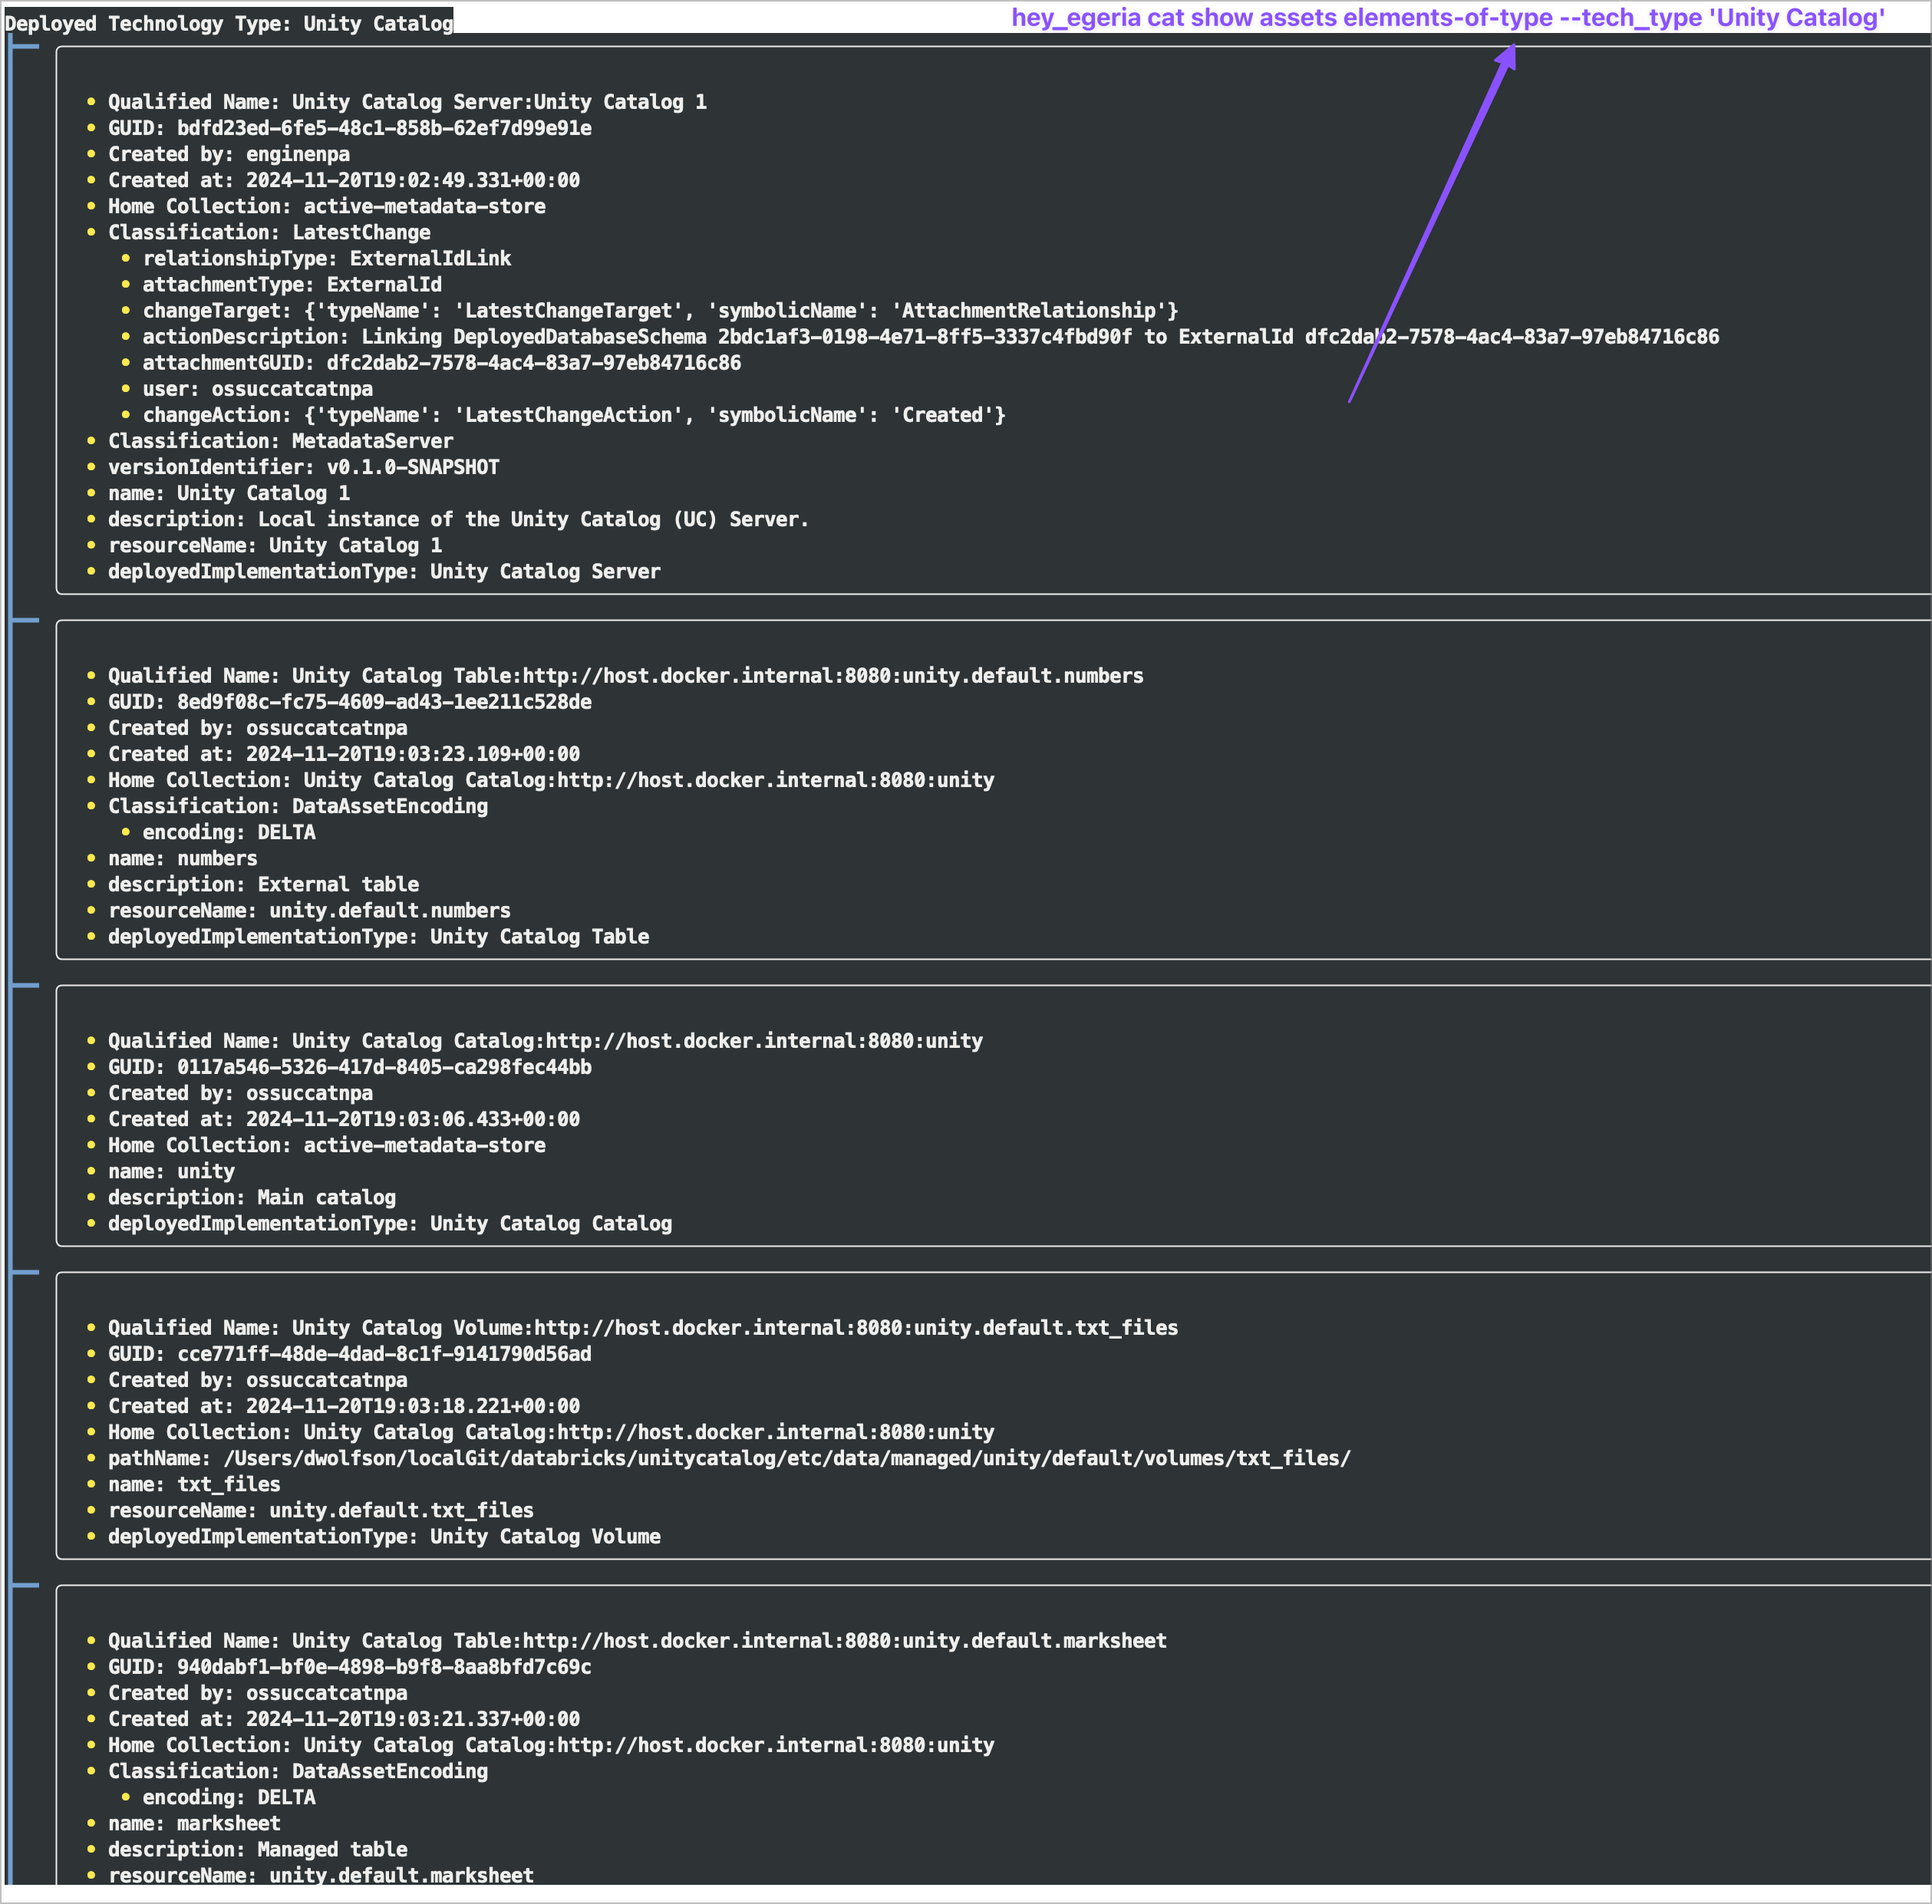 Deployed Technology Type: Unity Catalog
hey_egeria cat show assets elements-of-type --tech_type 'Unity Catalog'
• Qualified Name: Unity Catalog Server:Unity Catalog 1
• GUID: bdfd23ed-6fe5-48c1-858b-62ef7d99e91e
• Created by: enginenpa
• Created at: 2024-11-20T19:02:49.331+00:00
• Home Collection: active-metadata-store
• Classification: LatestChange
• relationshipType: ExternalIdLink
• attachmentType: ExternalId
• changeTarget: {'typeName': 'LatestChangeTarget', 'symbolicName': 'AttachmentRelationship'}
• actionDescription: Linking DeployedDatabaseSchema 2bdc1af3-0198-4e71-8ff5-3337c4fbd90f to ExternalId dfc2dab2-7578-4ac4-83a7-97eb84716c86
• attachmentGUID: dfc2dab2-7578-4ac4-83a7-97eb84716c86
• user: ossuccatcatnpa
• changeAction: {'typeName': 'LatestChangeAction', 'symbolicName': 'Created'}
• Classification: MetadataServer
• versionIdentifier: v0.1.0-SNAPSHOT
• name: Unity Catalog 1
• description: Local instance of the Unity Catalog (UC) Server.
• resourceName: Unity Catalog 1
• deployedImplementationType: Unity Catalog Server
• Qualified Name: Unity Catalog Table:http://host.docker.internal:8080:unity.default.numbers
• GUID: 8ed9f08c-fc75-4609-ad43-1ee211c528de
• Created by: ossuccatcatnpa
• Created at: 2024-11-20T19:03:23.109+00:00
• Home Collection: Unity Catalog Catalog:http://host.docker.internal:8080:unity
• Classification: DataAssetEncoding
• encoding: DELTA
• name: numbers
• description: External table
• resourceName: unity.default.numbers
• deployedImplementationType: Unity Catalog Table
• Qualified Name: Unity Catalog Catalog:http://host.docker.internal:8080:unity
• GUID: 0117a546-5326-417d-8405-ca298fec44bb
• Created by: ossuccatnpa
• Created at: 2024-11-20T19:03:06.433+00:00
• Home Collection: active-metadata-store
• name: unity
• description: Main catalog
• deployedImplementationType: Unity Catalog Catalog
• Qualified Name: Unity Catalog Volume:http://host.docker.internal:8080:unity.default.txt_files
• GUID: cce771ff-48de-4dad-8c1f-9141790d56ad
• Created by: ossuccatcatnpa
• Created at: 2024-11-20T19:03:18.221+00:00
• Home Collection: Unity Catalog Catalog:http://host.docker.internal:8080:unity
• pathName: /Users/dwolfson/localGit/databricks/unitycatalog/etc/data/managed/unity/default/volumes/txt_files/
• name: txt_files
• resourceName: unity.default.txt_files
• deployedImplementationType: Unity Catalog Volume
• Qualified Name: Unity Catalog Table:http://host.docker.internal:8080:unity.default.marksheet
• GUID: 940dabf1-bf0e-4898-b9f8-8aa8bfd7c69c
• Created by: ossuccatcatnpa
• Created at: 2024-11-20T19:03:21.337+00:00
• Home Collection: Unity Catalog Catalog:http://host.docker.internal:8080:unity
• Classification: DataAssetEncoding
• encoding: DELTA
• name: marksheet
• description: Managed table
• resourceName: unity.default.marksheet